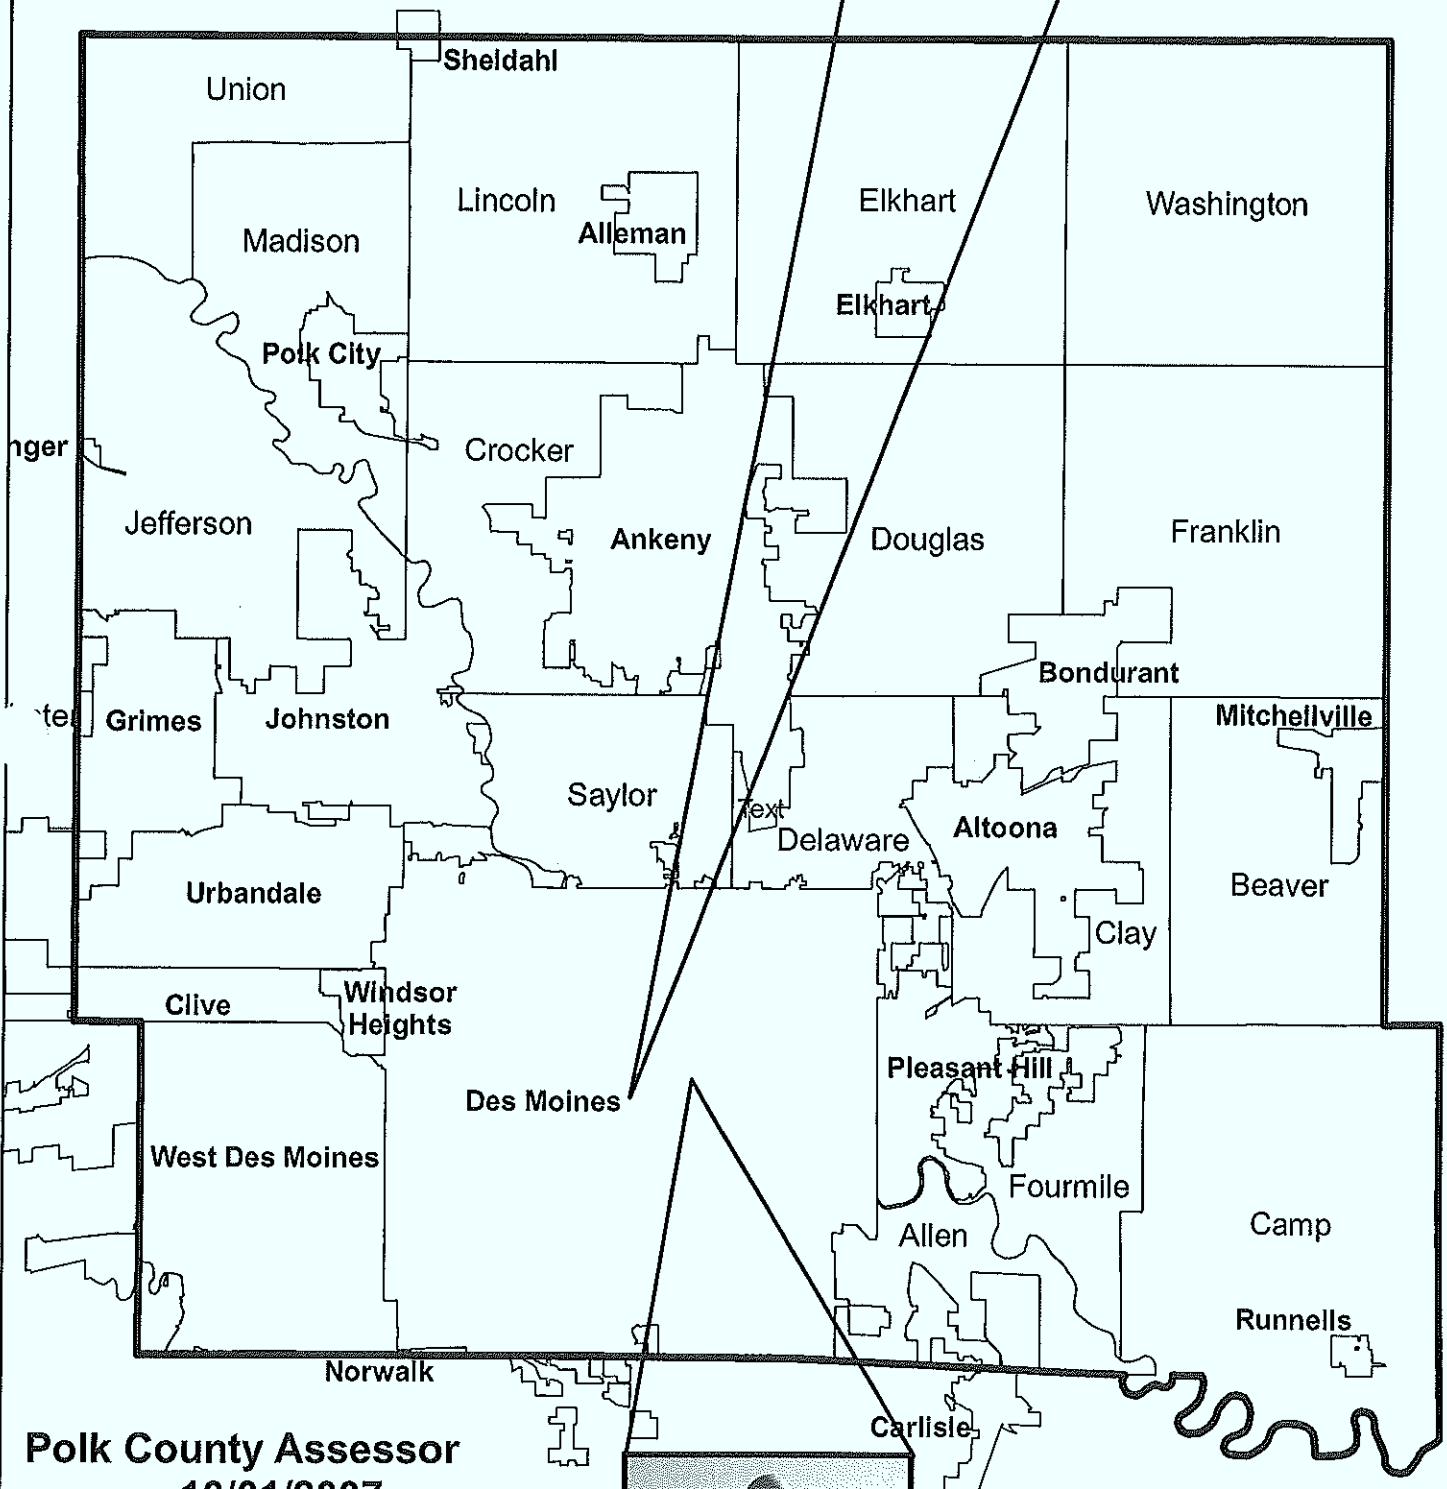 Sheldahl
Union
Lincoln
Elkhart
Washington
Alleman
Madison
Elkhart
Polk City
nger
Crocker
Jefferson
Ankeny
Douglas
Franklin
Bondurant
Grimes
Johnston
Mitchellville
Saylor
Text
Altoona
Delaware
Urbandale
Beaver
Clay
Clive
Windsor
Heights
Pleasant Hill
Des Moines
West Des Moines
Fourmile
Camp
Allen
Runnells
Norwalk
Carlisle
Polk County Assessor